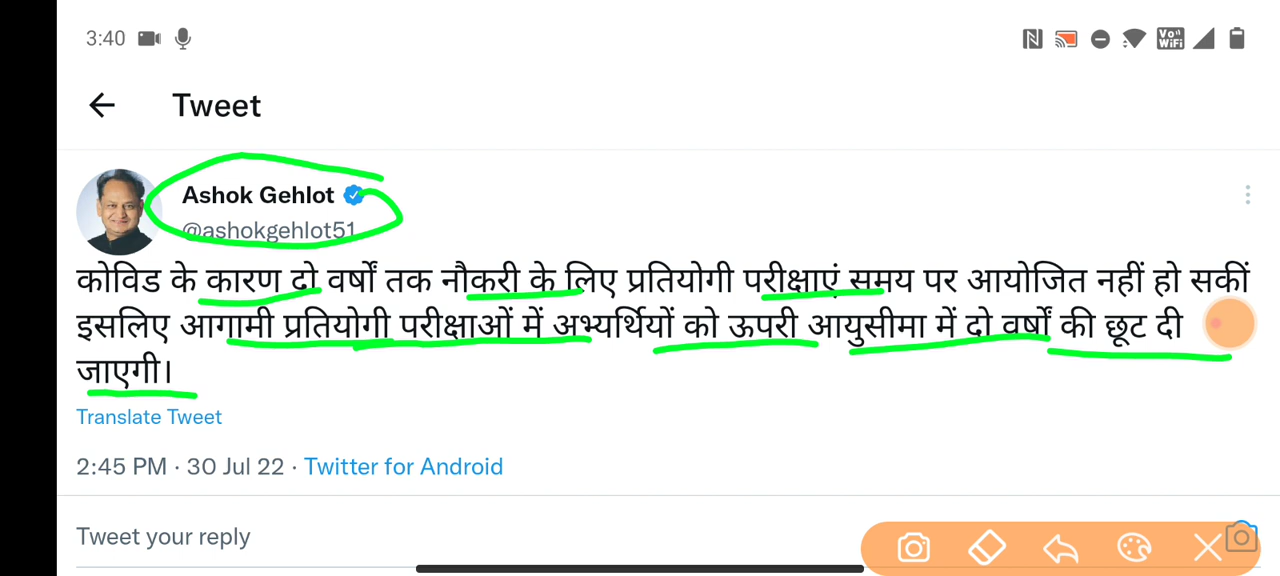 3:40
Vo WiFi
Tweet
Ashok Gehlot
@ashokgehlot51
कोविड के कारण दो वर्षों तक नौकरी के लिए प्रतियोगी परीक्षाएं समय पर आयोजित नहीं हो सकीं
इसलिए आगामी प्रतियोगी परीक्षाओं में अभ्यर्थियों को ऊपरी आयुसीमा में दो वर्षों की छूट दी
जाएगी।
Translate Tweet
2:45 PM · 30 Jul 22 · Twitter for Android
Tweet your reply